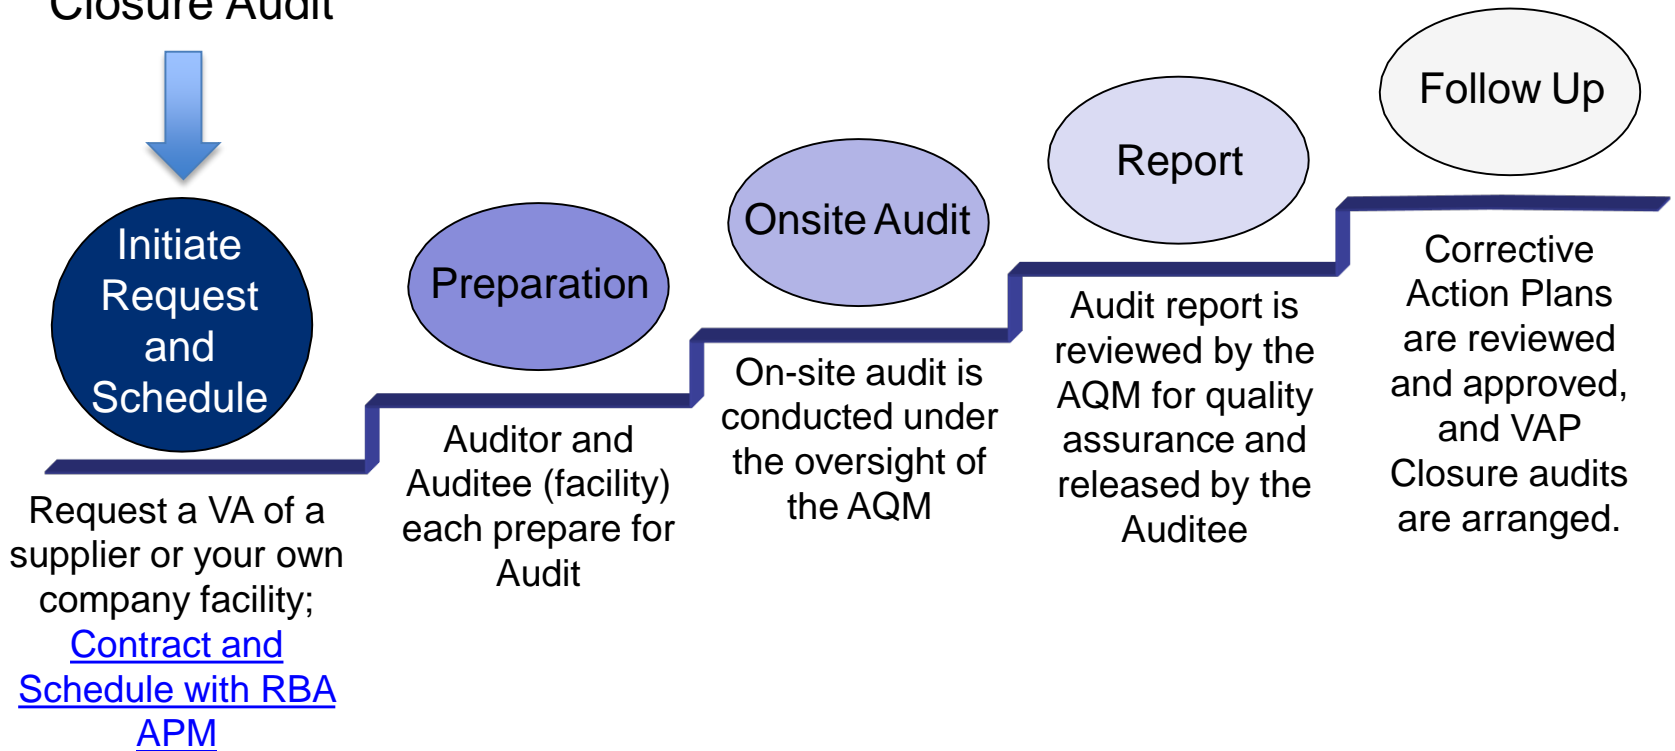 Closure Audit
Initiate
Request
and
Schedule
Request a VA of a
supplier or your own
company facility;
Contract and
Schedule with RBA
APM
Preparation
Auditor and
Auditee (facility)
each prepare for
Audit
Onsite Audit
On-site audit is
conducted under
the oversight of
the AQM
Report
Audit report is
reviewed by the
AQM for quality
assurance and
released by the
Auditee
Follow Up
Corrective
Action Plans
are reviewed
and approved,
and VAP
Closure audits
are arranged.